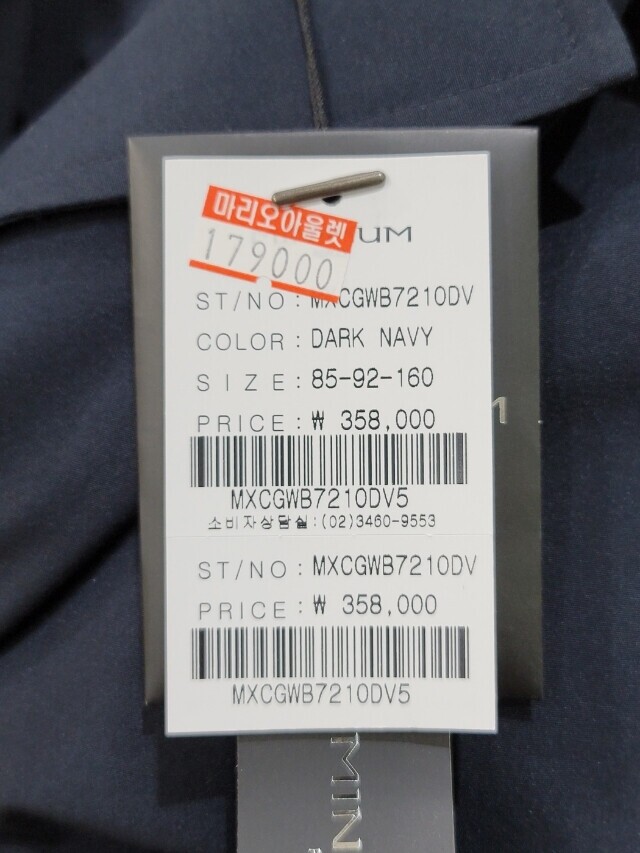 마리오아울렛
179000
UM
ST/NO : MXCGWB7210DV
COLOR : DARK NAVY
SIZE : 85-92-160
PRICE : ₩ 358,000
MXCGWB7210DV5
소비자상담실:(02)3460-9553
ST/NO : MXCGWB7210DV
PRICE : ₩ 358,000
MXCGWB7210DV5
MIN